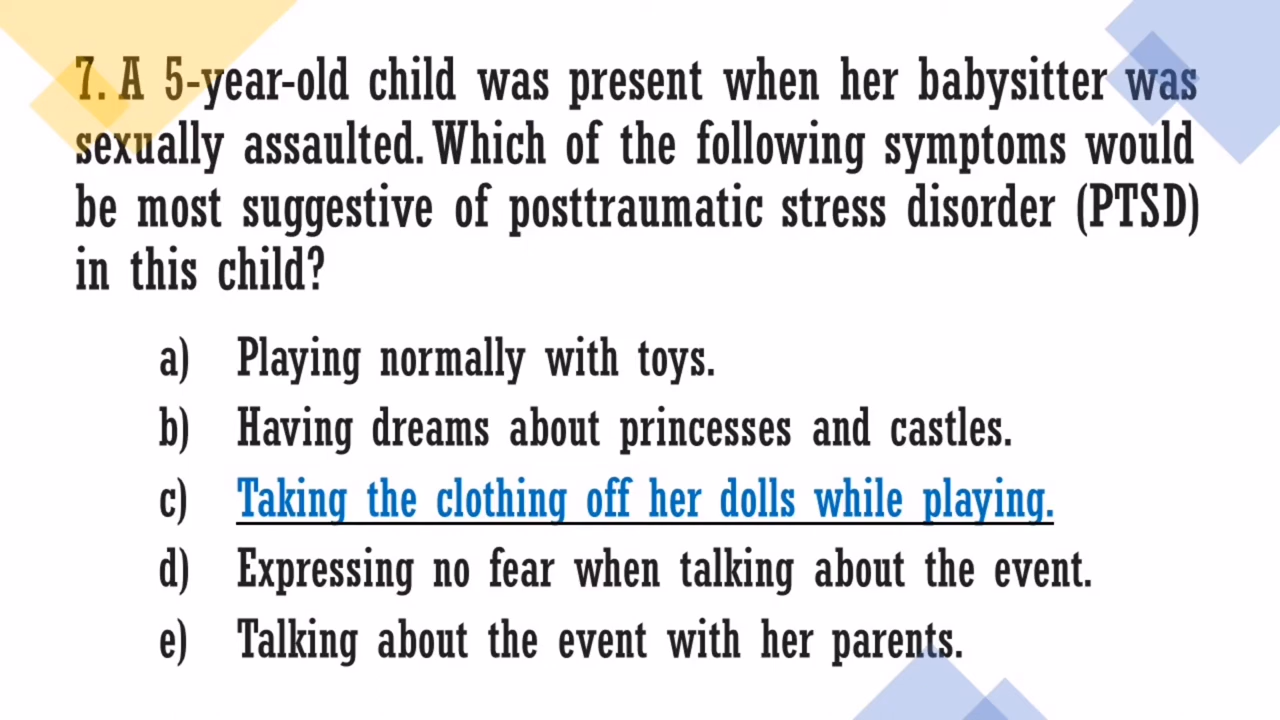 7. A 5-year-old child was present when her babysitter was
sexually assaulted. Which of the following symptoms would
be most suggestive of posttraumatic stress disorder (PTSD)
in this child?
a) Playing normally with toys.
b) Having dreams about princesses and castles.
c) Taking the clothing off her dolls while playing.
d) Expressing no fear when talking about the event.
e) Talking about the event with her parents.